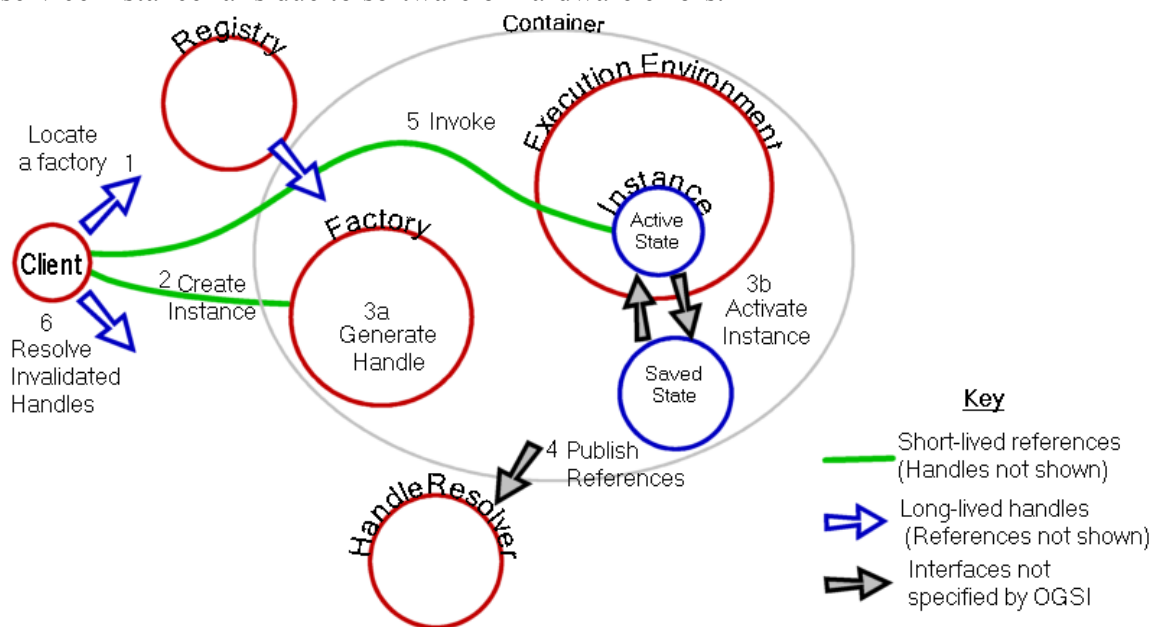 Container
Registry
Execution Environment
5 Invoke
Locate
a factory 1
Instance
Active
State
Factory
Client
2 Create
Instance
3a
Generate
Handle
3b
Activate
Instance
6
Resolve
Invalidated
Handles
Saved
State
Key
Short-lived references
(Handles not shown)
4 Publish
References
HandleResolver
Long-lived handles
(References not shown)
Interfaces not
specified by OGSI